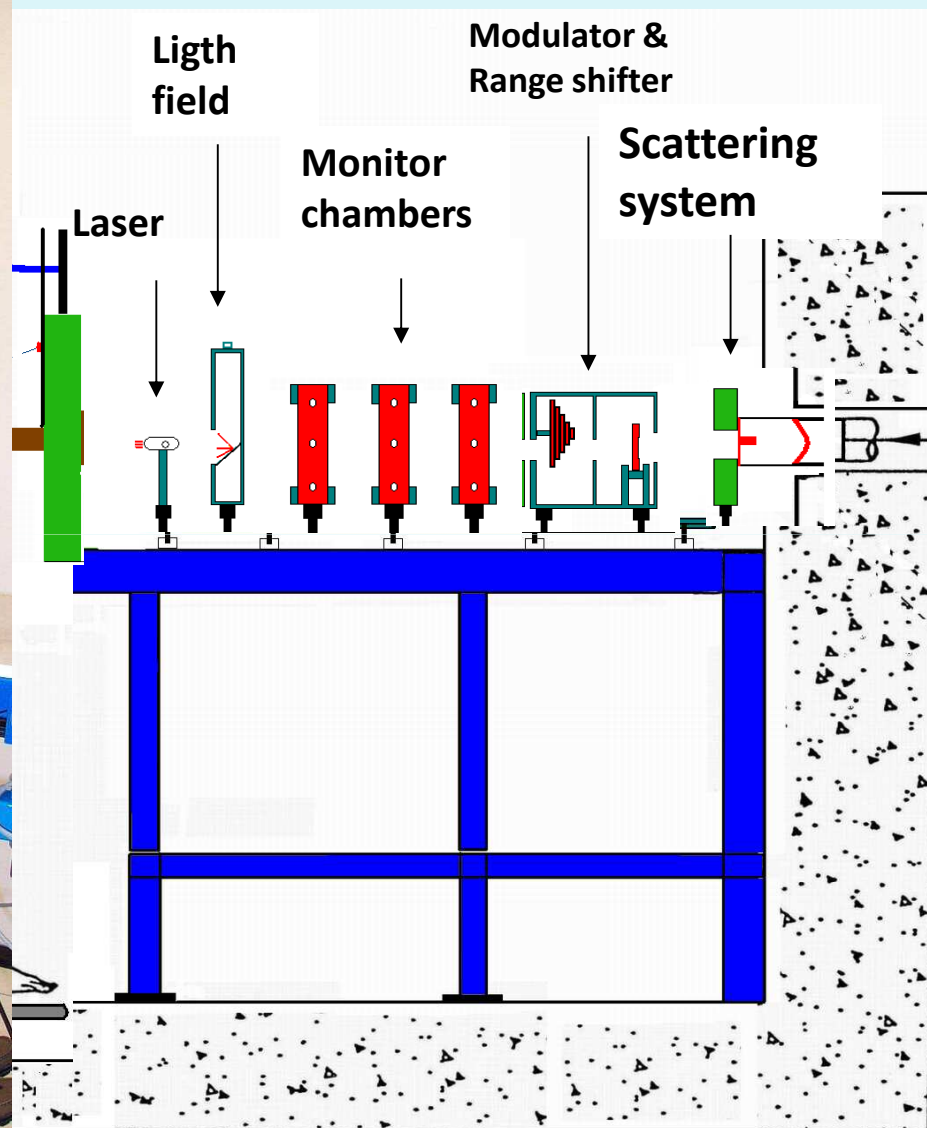 Ligth
field
Modulator &
Range shifter
Monitor
chambers
Scattering
system
Laser